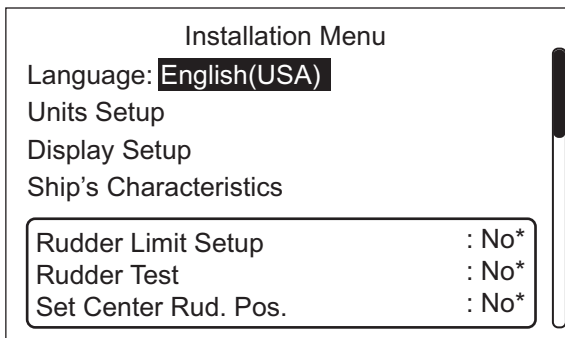 Installation Menu
Language: English(USA)
Units Setup
Display Setup
Ship's Characteristics
Rudder Limit Setup : No*
Rudder Test : No*
Set Center Rud. Pos. : No*